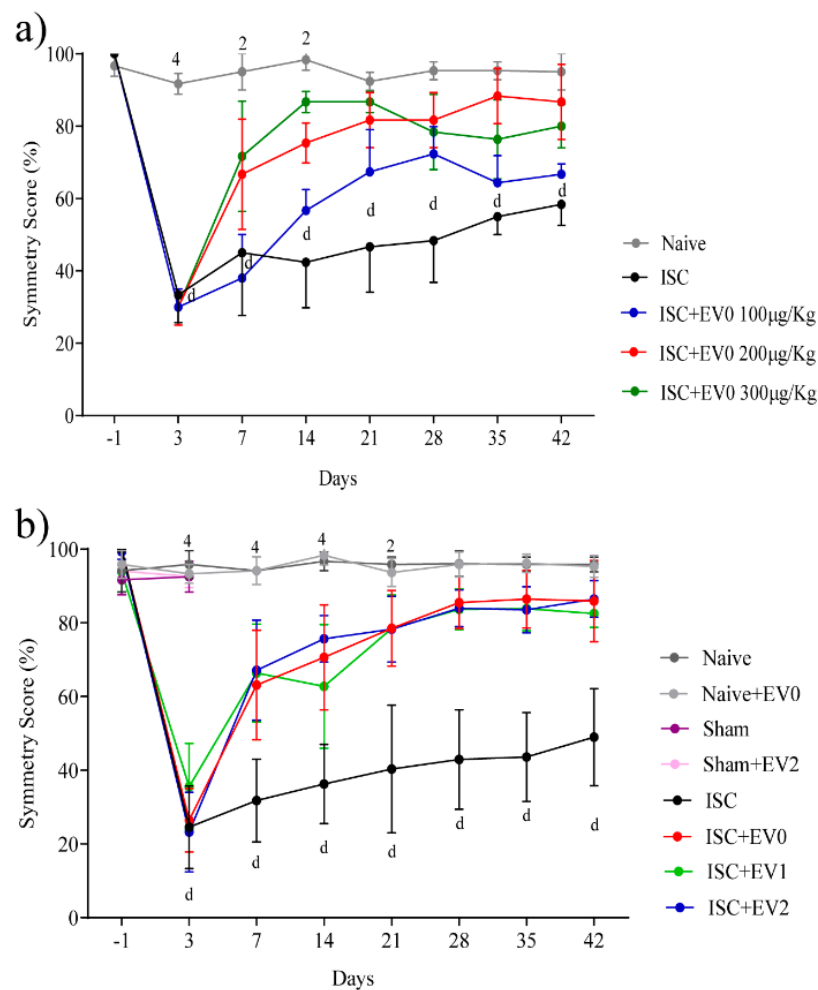 a)
Symmetry Score (%)
100
80
60
40
20
0
4
2
2
d
d
d
d
d
d
d
-1
3
7
14
21
28
35
42
Days
Naive
ISC
ISC+EV0 100μg/Kg
ISC+EV0 200μg/Kg
ISC+EV0 300μg/Kg
b)
Symmetry Score (%)
100
80
60
40
20
0
4
4
4
2
d
d
d
d
d
d
d
-1
3
7
14
21
28
35
42
Days
Naive
Naive+EV0
Sham
Sham+EV2
ISC
ISC+EV0
ISC+EV1
ISC+EV2